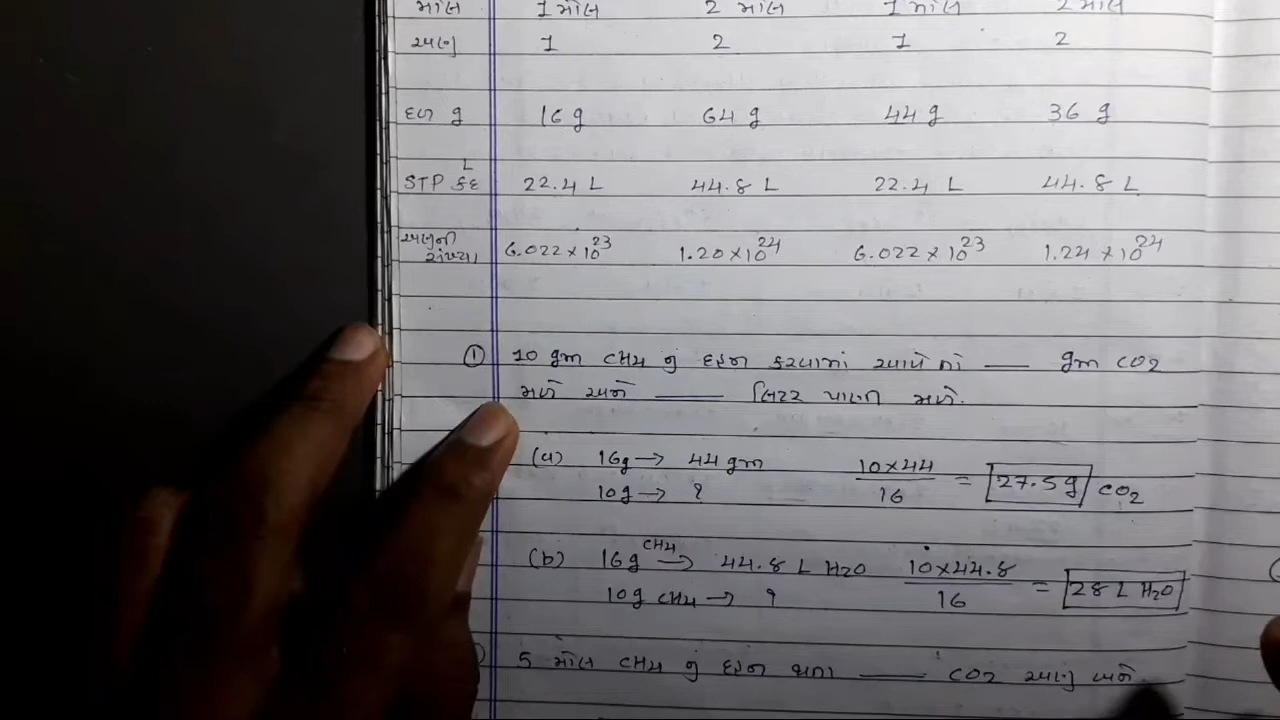 મોલ 1 મોલ 2 મોલ 1 મોલ 2 મોલ
અણુ 1 2 1 2
દળ g 16 g 64 g 44 g 36 g
STP કદ L 22.4 L 44.8 L 22.4 L 44.8 L
અણુની સંખ્યા 6.022 × 10²³ 1.20 × 10²⁴ 6.022 × 10²³ 1.24 × 10²⁴
① 10 gm CH4 નું દહન કરવામાં આવે તો ___ gm CO2
મળે અને ___ લિટર પાણી મળે.
(a) 16g → 44 gm 10×44/16 = 27.5g CO2
10g → ?
(b) 16g CH4 → 44.8 L H2O 10×44.8/16 = 28 L H2O
10g CH4 → ?
5 મોલ CH4 નું દહન થતા ___ CO2 અણુ બને